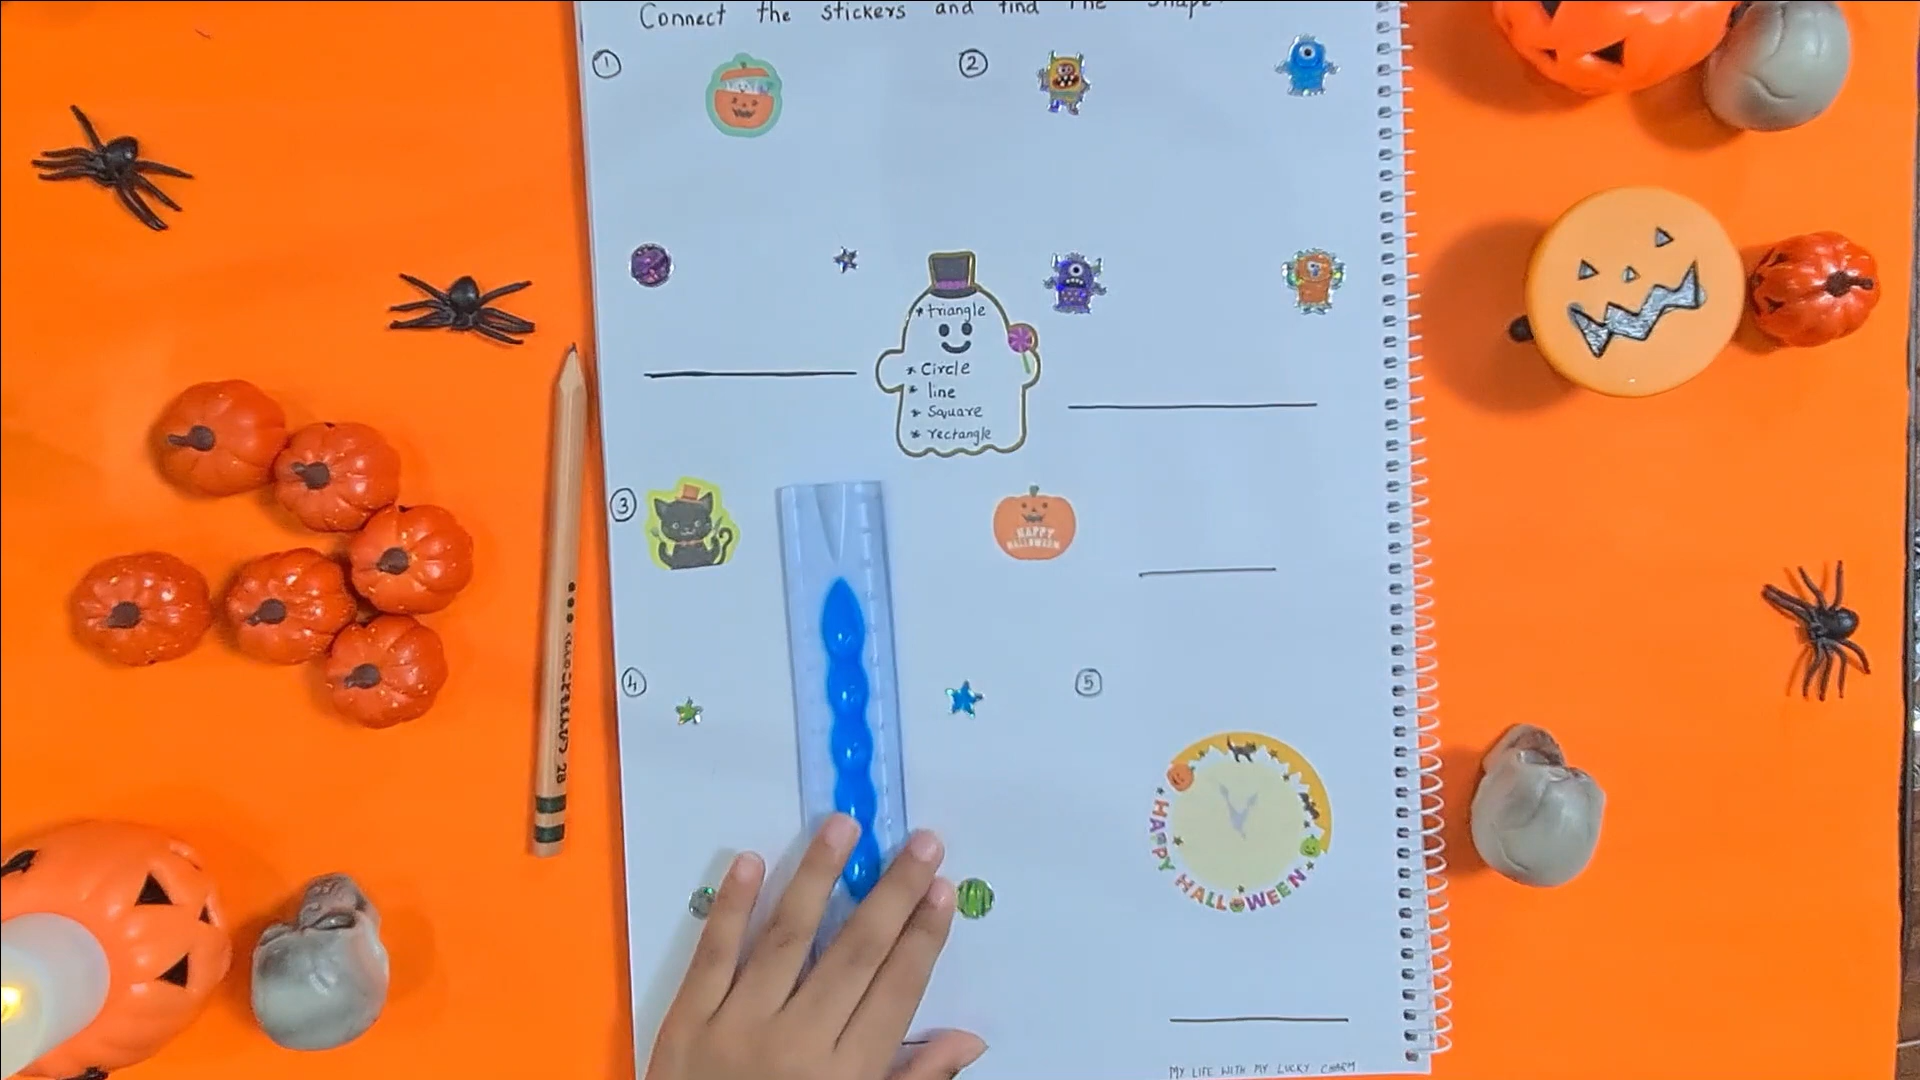 Connect the stickers and find the shape.
1
2
* triangle
* Circle
* line
* Square
* rectangle
3
HAPPY
HALLOWEEN
4
5
HAPPY HALLOWEEN
MY LIFE WITH MY LUCKY CHARM